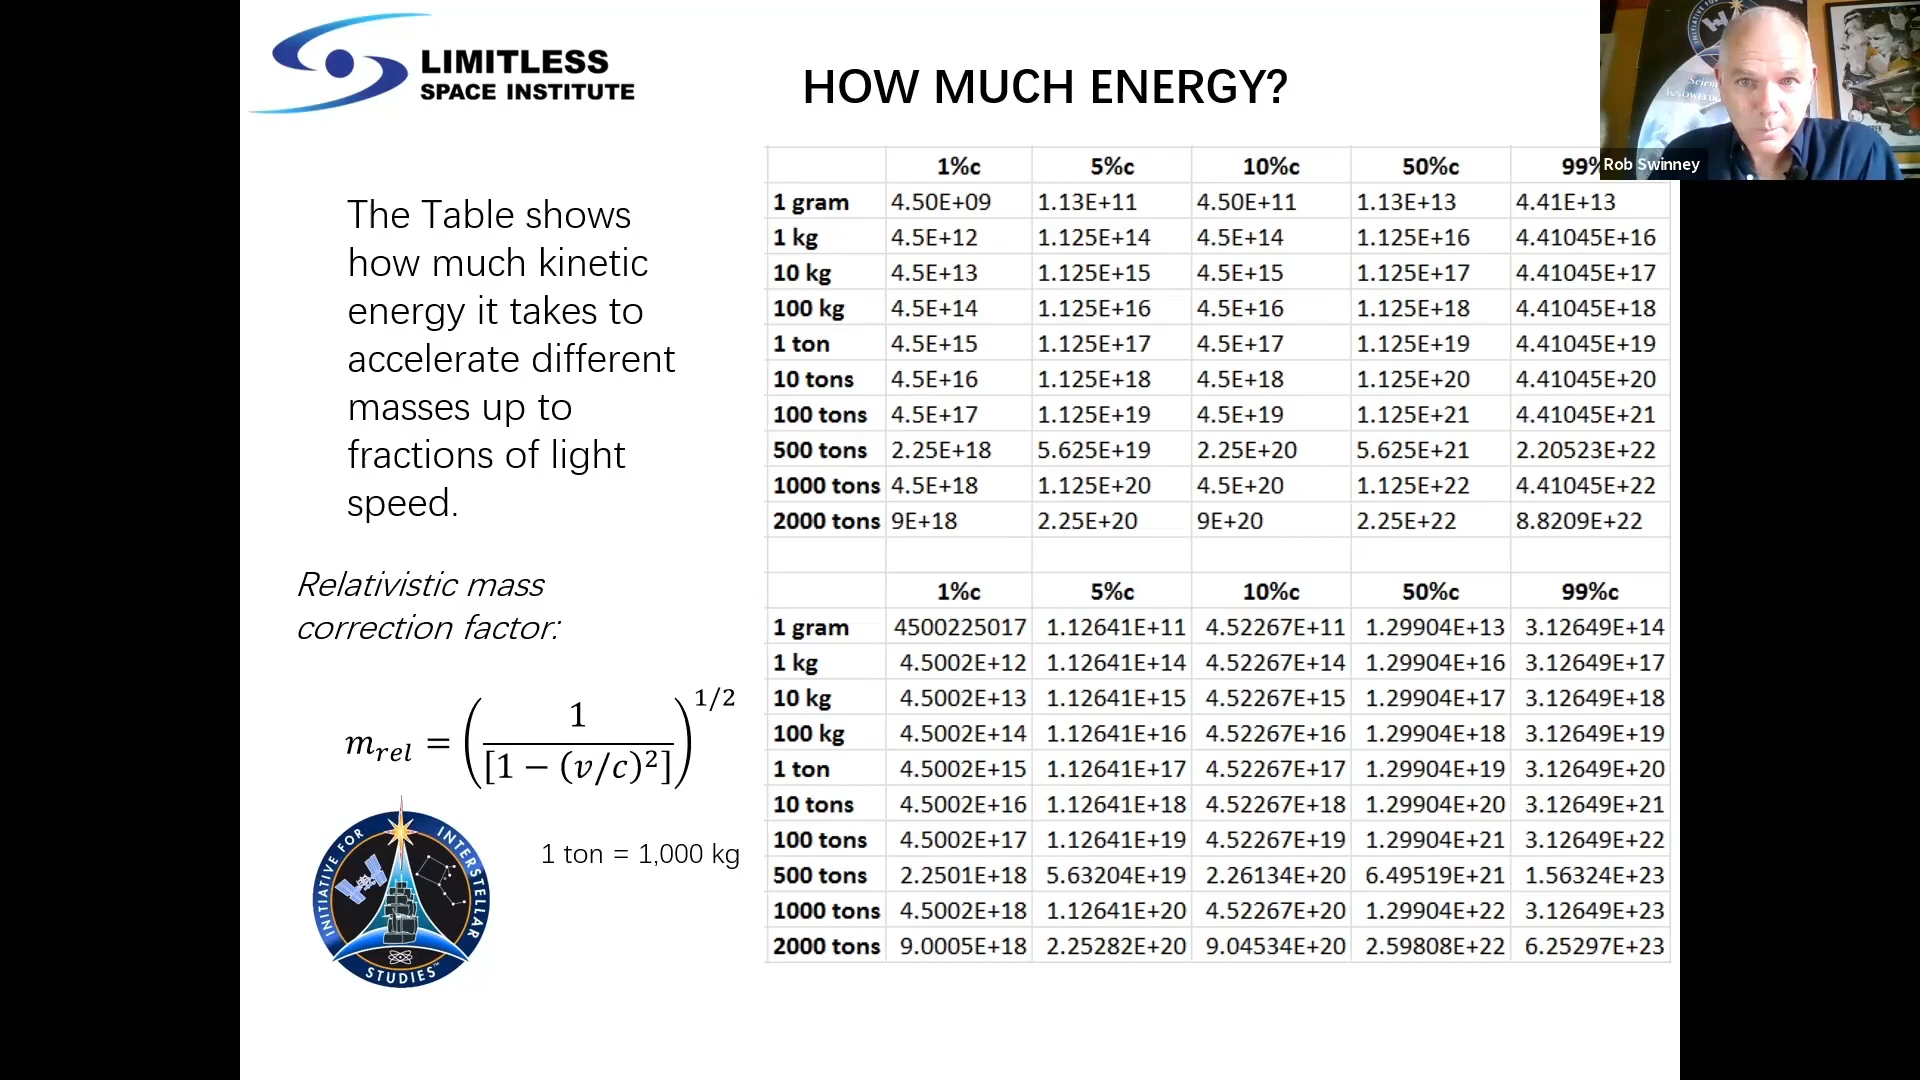 LIMITLESS
SPACE INSTITUTE
HOW MUCH ENERGY?
Rob Swinney
The Table shows
how much kinetic
energy it takes to
accelerate different
masses up to
fractions of light
speed.
Relativistic mass
correction factor:
m_rel = (1 / [1 − (v/c)²])^1/2
1 ton = 1,000 kg
INITIATIVE FOR INTERSTELLAR STUDIES™
1%c 5%c 10%c 50%c 99%
1 gram 4.50E+09 1.13E+11 4.50E+11 1.13E+13 4.41E+13
1 kg 4.5E+12 1.125E+14 4.5E+14 1.125E+16 4.41045E+16
10 kg 4.5E+13 1.125E+15 4.5E+15 1.125E+17 4.41045E+17
100 kg 4.5E+14 1.125E+16 4.5E+16 1.125E+18 4.41045E+18
1 ton 4.5E+15 1.125E+17 4.5E+17 1.125E+19 4.41045E+19
10 tons 4.5E+16 1.125E+18 4.5E+18 1.125E+20 4.41045E+20
100 tons 4.5E+17 1.125E+19 4.5E+19 1.125E+21 4.41045E+21
500 tons 2.25E+18 5.625E+19 2.25E+20 5.625E+21 2.20523E+22
1000 tons 4.5E+18 1.125E+20 4.5E+20 1.125E+22 4.41045E+22
2000 tons 9E+18 2.25E+20 9E+20 2.25E+22 8.8209E+22
1%c 5%c 10%c 50%c 99%c
1 gram 4500225017 1.12641E+11 4.52267E+11 1.29904E+13 3.12649E+14
1 kg 4.5002E+12 1.12641E+14 4.52267E+14 1.29904E+16 3.12649E+17
10 kg 4.5002E+13 1.12641E+15 4.52267E+15 1.29904E+17 3.12649E+18
100 kg 4.5002E+14 1.12641E+16 4.52267E+16 1.29904E+18 3.12649E+19
1 ton 4.5002E+15 1.12641E+17 4.52267E+17 1.29904E+19 3.12649E+20
10 tons 4.5002E+16 1.12641E+18 4.52267E+18 1.29904E+20 3.12649E+21
100 tons 4.5002E+17 1.12641E+19 4.52267E+19 1.29904E+21 3.12649E+22
500 tons 2.2501E+18 5.63204E+19 2.26134E+20 6.49519E+21 1.56324E+23
1000 tons 4.5002E+18 1.12641E+20 4.52267E+20 1.29904E+22 3.12649E+23
2000 tons 9.0005E+18 2.25282E+20 9.04534E+20 2.59808E+22 6.25297E+23